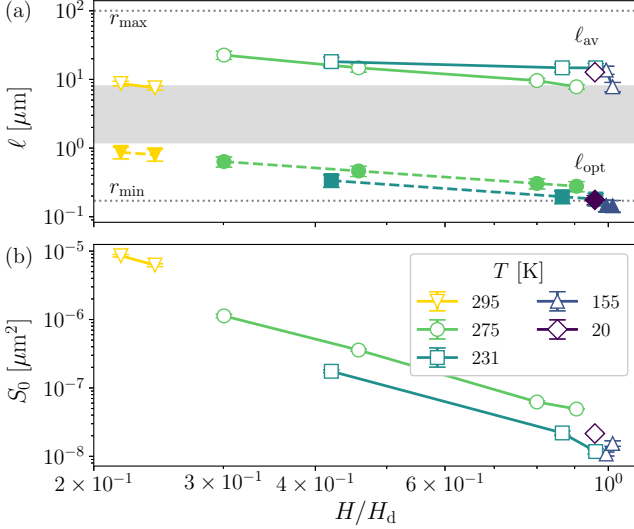 (a)
r_max
ℓ_av
ℓ_opt
r_min
ℓ [μm]
10²
10¹
10⁰
10⁻¹
(b)
S₀ [μm²]
10⁻⁵
10⁻⁶
10⁻⁷
10⁻⁸
T [K]
295
275
231
155
20
2 × 10⁻¹
3 × 10⁻¹
4 × 10⁻¹
6 × 10⁻¹
10⁰
H/H_d